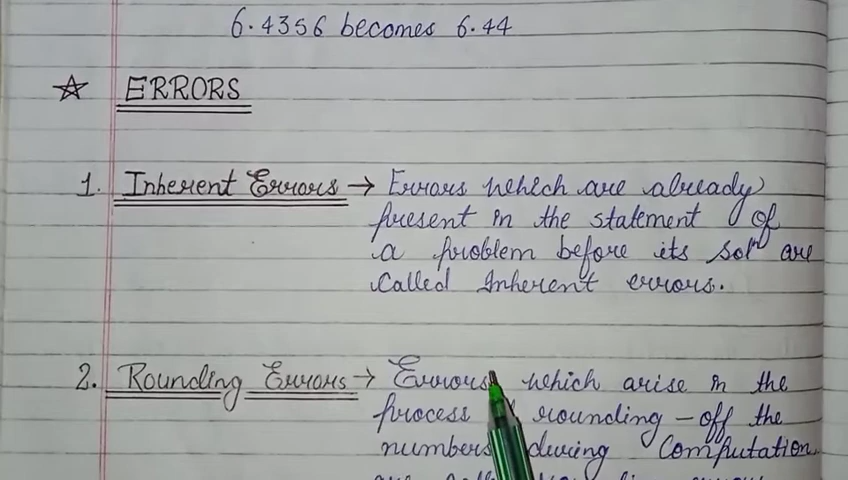 6.4356 becomes 6.44
☆ ERRORS
1. Inherent Errors → Errors which are already
present in the statement of
a problem before its solⁿ are
called Inherent errors.
2. Rounding Errors → Errors which arise in the
process rounding-off the
numbers during computation